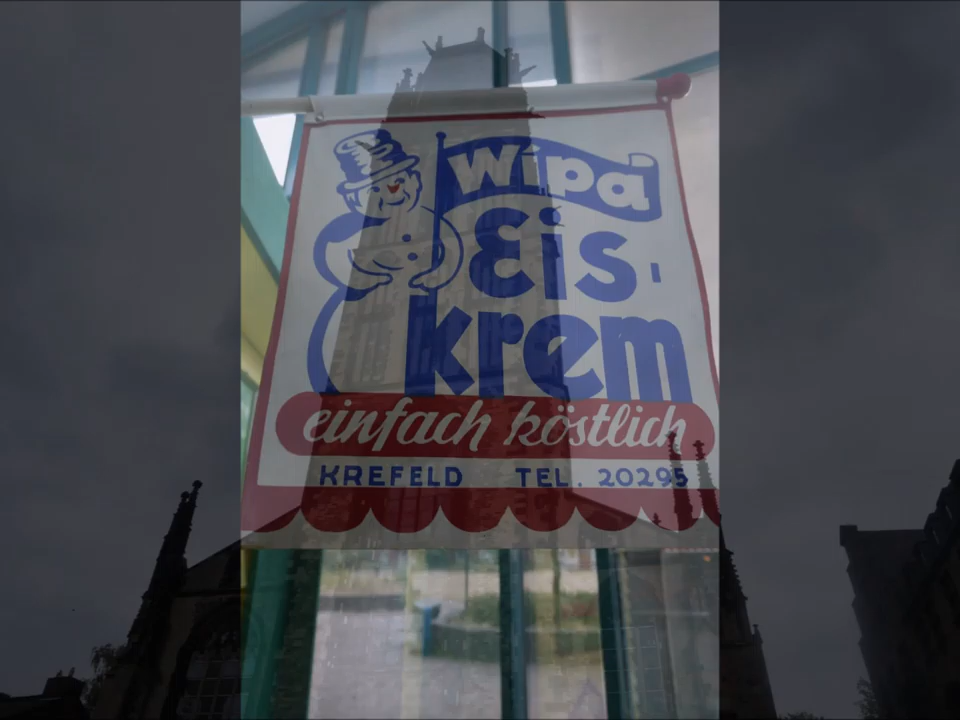 Wipa
Eis-
krem
einfach köstlich
KREFELD TEL. 20295